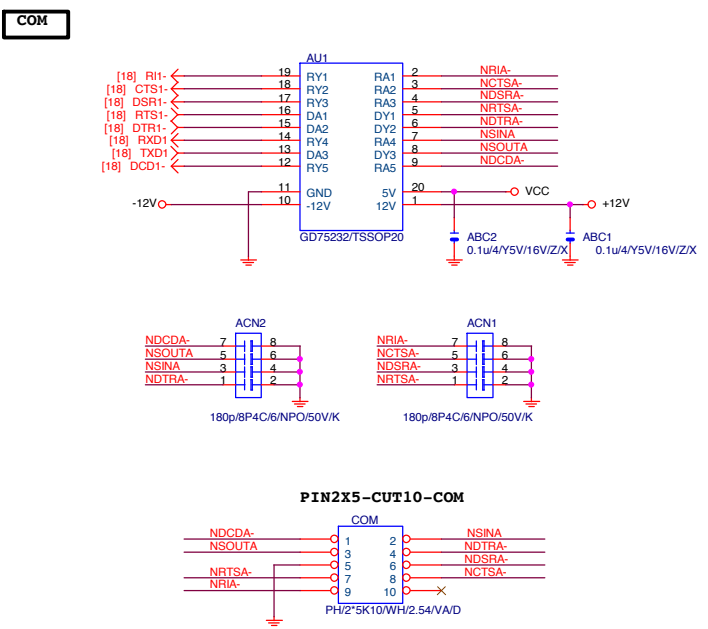 COM
AU1
[18] RI1- 19 RY1 RA1 2 NRIA-
[18] CTS1- 18 RY2 RA2 3 NCTSA-
[18] DSR1- 17 RY3 RA3 4 NDSRA-
[18] RTS1- 16 DA1 DY1 5 NRTSA-
[18] DTR1- 15 DA2 DY2 6 NDTRA-
[18] RXD1 14 RY4 RA4 7 NSINA
[18] TXD1 13 DA3 DY3 8 NSOUTA
[18] DCD1- 12 RY5 RA5 9 NDCDA-
11 GND 5V 20 VCC
-12V 10 -12V 12V 1 +12V
GD75232/TSSOP20
ABC2 ABC1
0.1u/4/Y5V/16V/Z/X 0.1u/4/Y5V/16V/Z/X
ACN2 ACN1
NDCDA- 7 8 NRIA- 7 8
NSOUTA 5 6 NCTSA- 5 6
NSINA 3 4 NDSRA- 3 4
NDTRA- 1 2 NRTSA- 1 2
180p/8P4C/6/NPO/50V/K 180p/8P4C/6/NPO/50V/K
PIN2X5-CUT10-COM
COM
NDCDA- 1 2 NSINA
NSOUTA 3 4 NDTRA-
5 6 NDSRA-
NRTSA- 7 8 NCTSA-
NRIA- 9 10
PH/2*5K10/WH/2.54/VA/D